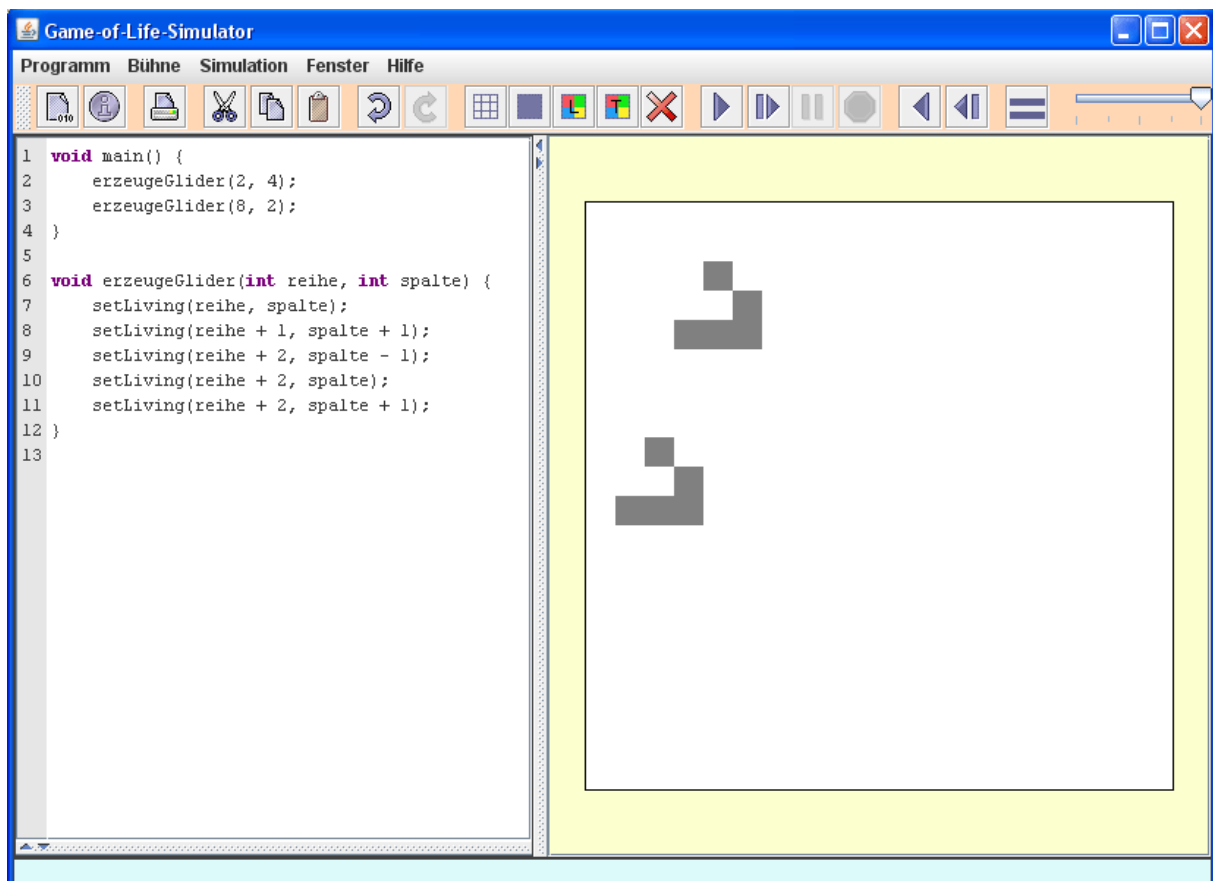 Game-of-Life-Simulator
Programm Bühne Simulation Fenster Hilfe
010 i L T
1 void main() {
2     erzeugeGlider(2, 4);
3     erzeugeGlider(8, 2);
4 }
5
6 void erzeugeGlider(int reihe, int spalte) {
7     setLiving(reihe, spalte);
8     setLiving(reihe + 1, spalte + 1);
9     setLiving(reihe + 2, spalte - 1);
10     setLiving(reihe + 2, spalte);
11     setLiving(reihe + 2, spalte + 1);
12 }
13